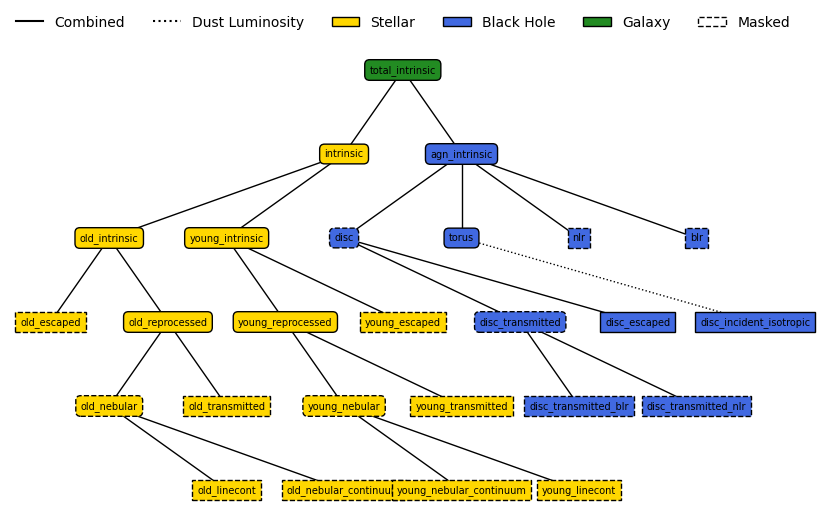 Combined Dust Luminosity Stellar Black Hole Galaxy Masked
total_intrinsic
intrinsic agn_intrinsic
old_intrinsic young_intrinsic disc torus nlr blr
old_escaped old_reprocessed young_reprocessed young_escaped disc_transmitted disc_escaped disc_incident_isotropic
old_nebular old_transmitted young_nebular young_transmitted disc_transmitted_blr disc_transmitted_nlr
old_linecont old_nebular_continuu young_nebular_continuum young_linecont